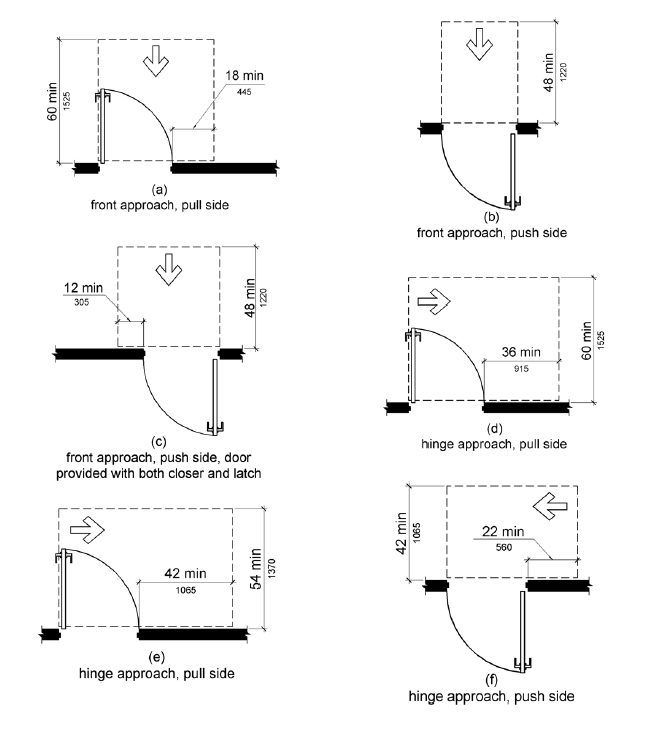 60 min
1525
18 min
445
(a)
front approach, pull side
48 min
1220
(b)
front approach, push side
12 min
305
48 min
1220
(c)
front approach, push side, door
provided with both closer and latch
36 min
915
60 min
1525
(d)
hinge approach, pull side
42 min
1065
54 min
1370
(e)
hinge approach, pull side
42 min
1065
22 min
560
(f)
hinge approach, push side